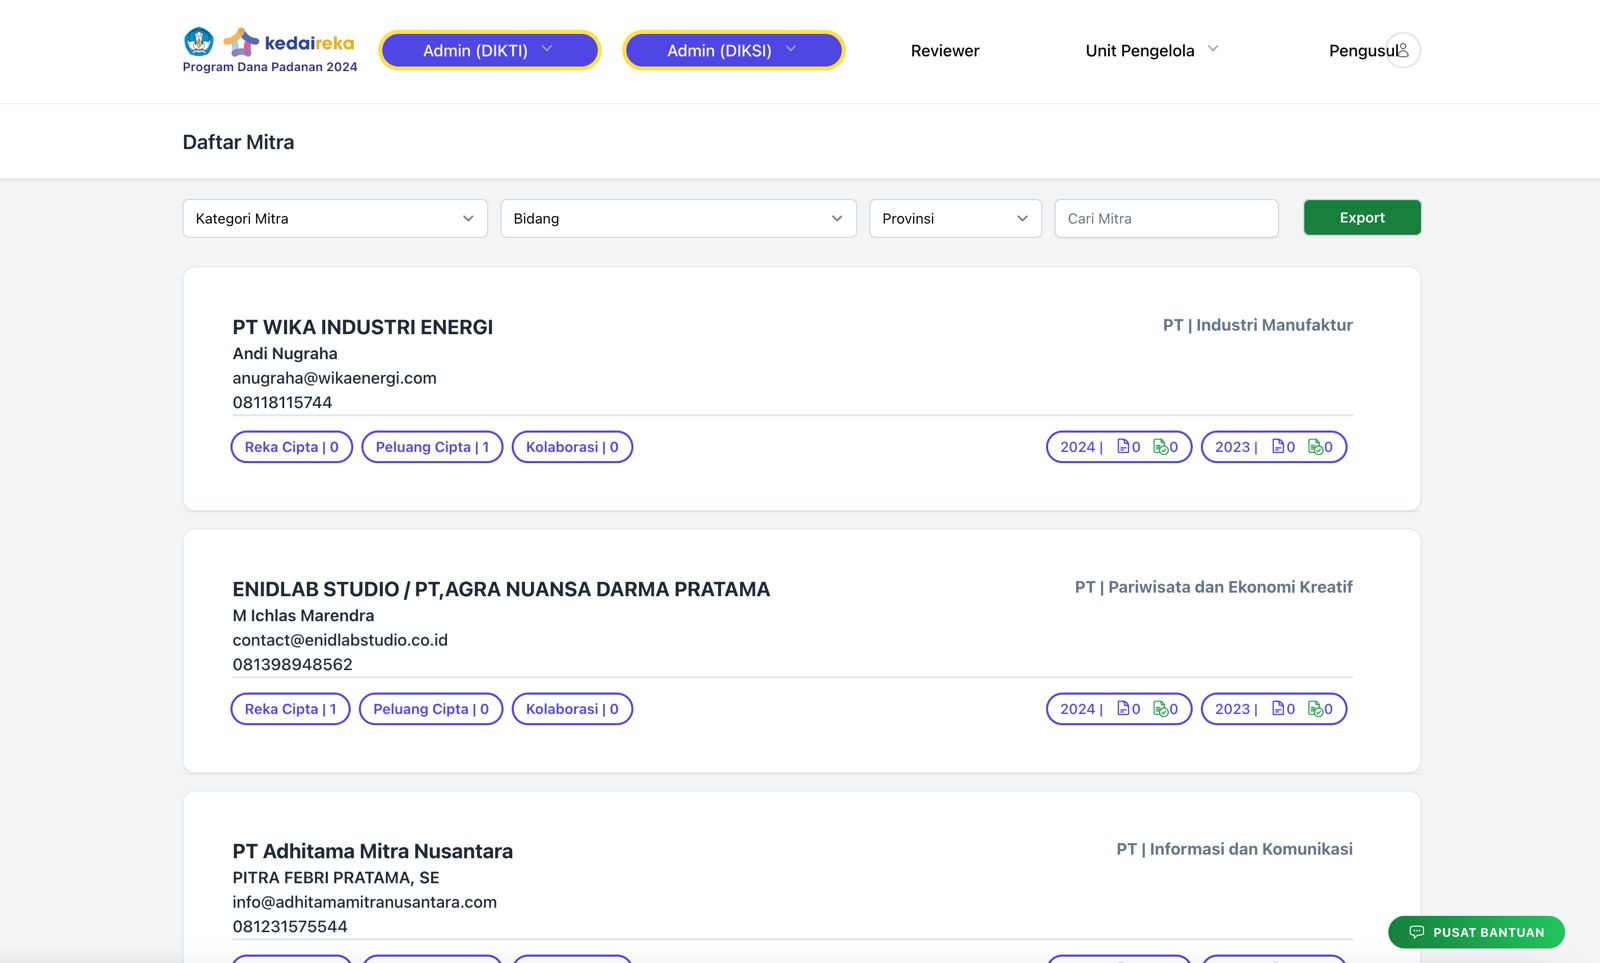 kedaireka
Program Dana Padanan 2024
Admin (DIKTI)
Admin (DIKSI)
Reviewer
Unit Pengelola
Pengusul
Daftar Mitra
Kategori Mitra
Bidang
Provinsi
Cari Mitra
Export
PT WIKA INDUSTRI ENERGI
PT | Industri Manufaktur
Andi Nugraha
anugraha@wikaenergi.com
08118115744
Reka Cipta | 0
Peluang Cipta | 1
Kolaborasi | 0
2024 | 0 0
2023 | 0 0
ENIDLAB STUDIO / PT,AGRA NUANSA DARMA PRATAMA
PT | Pariwisata dan Ekonomi Kreatif
M Ichlas Marendra
contact@enidlabstudio.co.id
081398948562
Reka Cipta | 1
Peluang Cipta | 0
Kolaborasi | 0
2024 | 0 0
2023 | 0 0
PT Adhitama Mitra Nusantara
PT | Informasi dan Komunikasi
PITRA FEBRI PRATAMA, SE
info@adhitamamitranusantara.com
081231575544
PUSAT BANTUAN